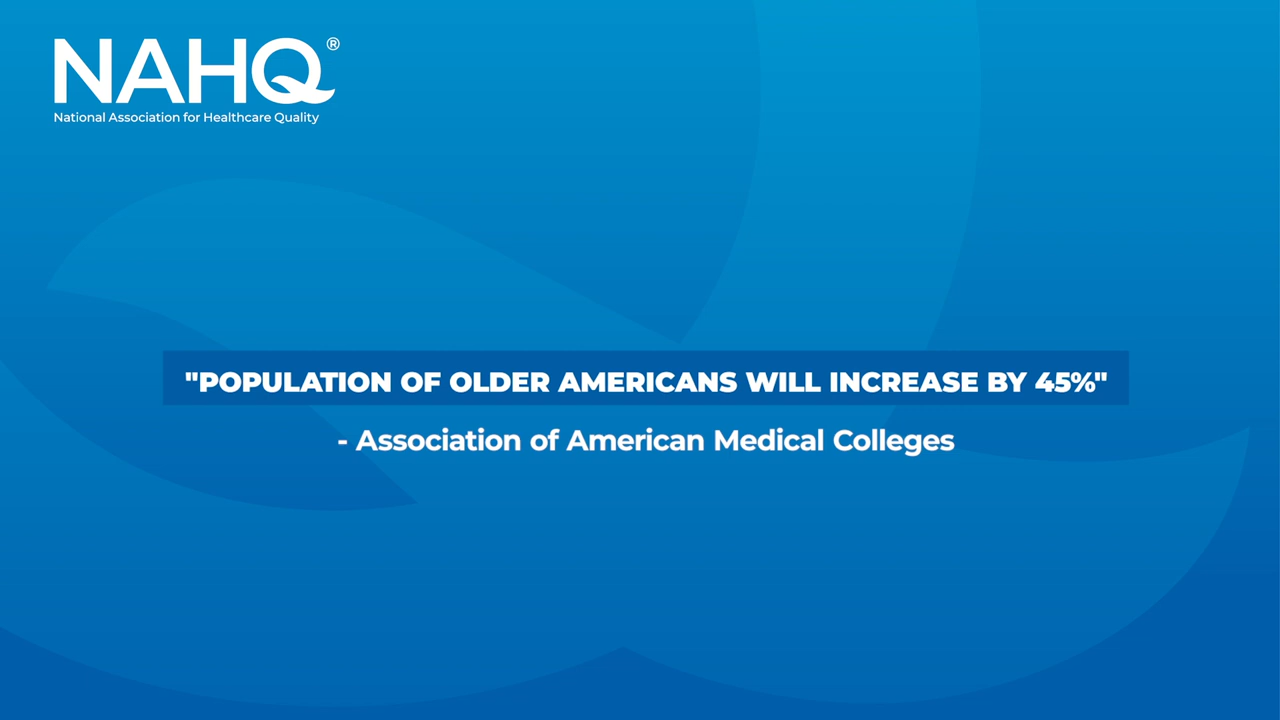 NAHQ®
National Association for Healthcare Quality
"POPULATION OF OLDER AMERICANS WILL INCREASE BY 45%"
- Association of American Medical Colleges